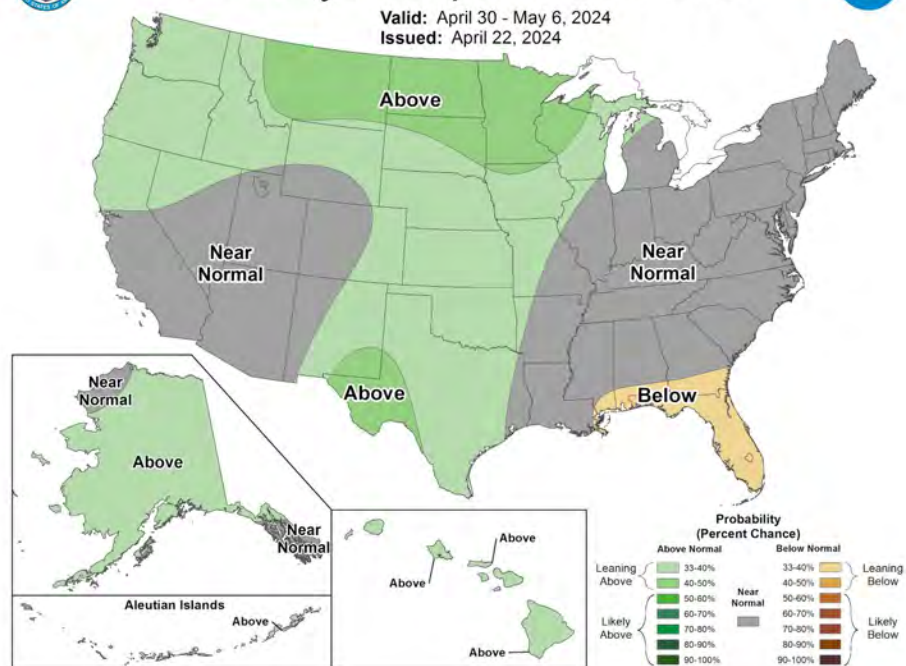 Valid: April 30 - May 6, 2024
Issued: April 22, 2024
Above
Near
Normal
Near
Normal
Above
Below
Near
Normal
Above
Near
Normal
Aleutian Islands
Above
Above
Above
Above
Probability
(Percent Chance)
Above Normal Below Normal
Leaning
Above
33-40%
40-50%
Likely
Above
50-60%
60-70%
70-80%
80-90%
90-100%
Near
Normal
33-40%
40-50%
Leaning
Below
50-60%
60-70%
70-80%
80-90%
90-100%
Likely
Below